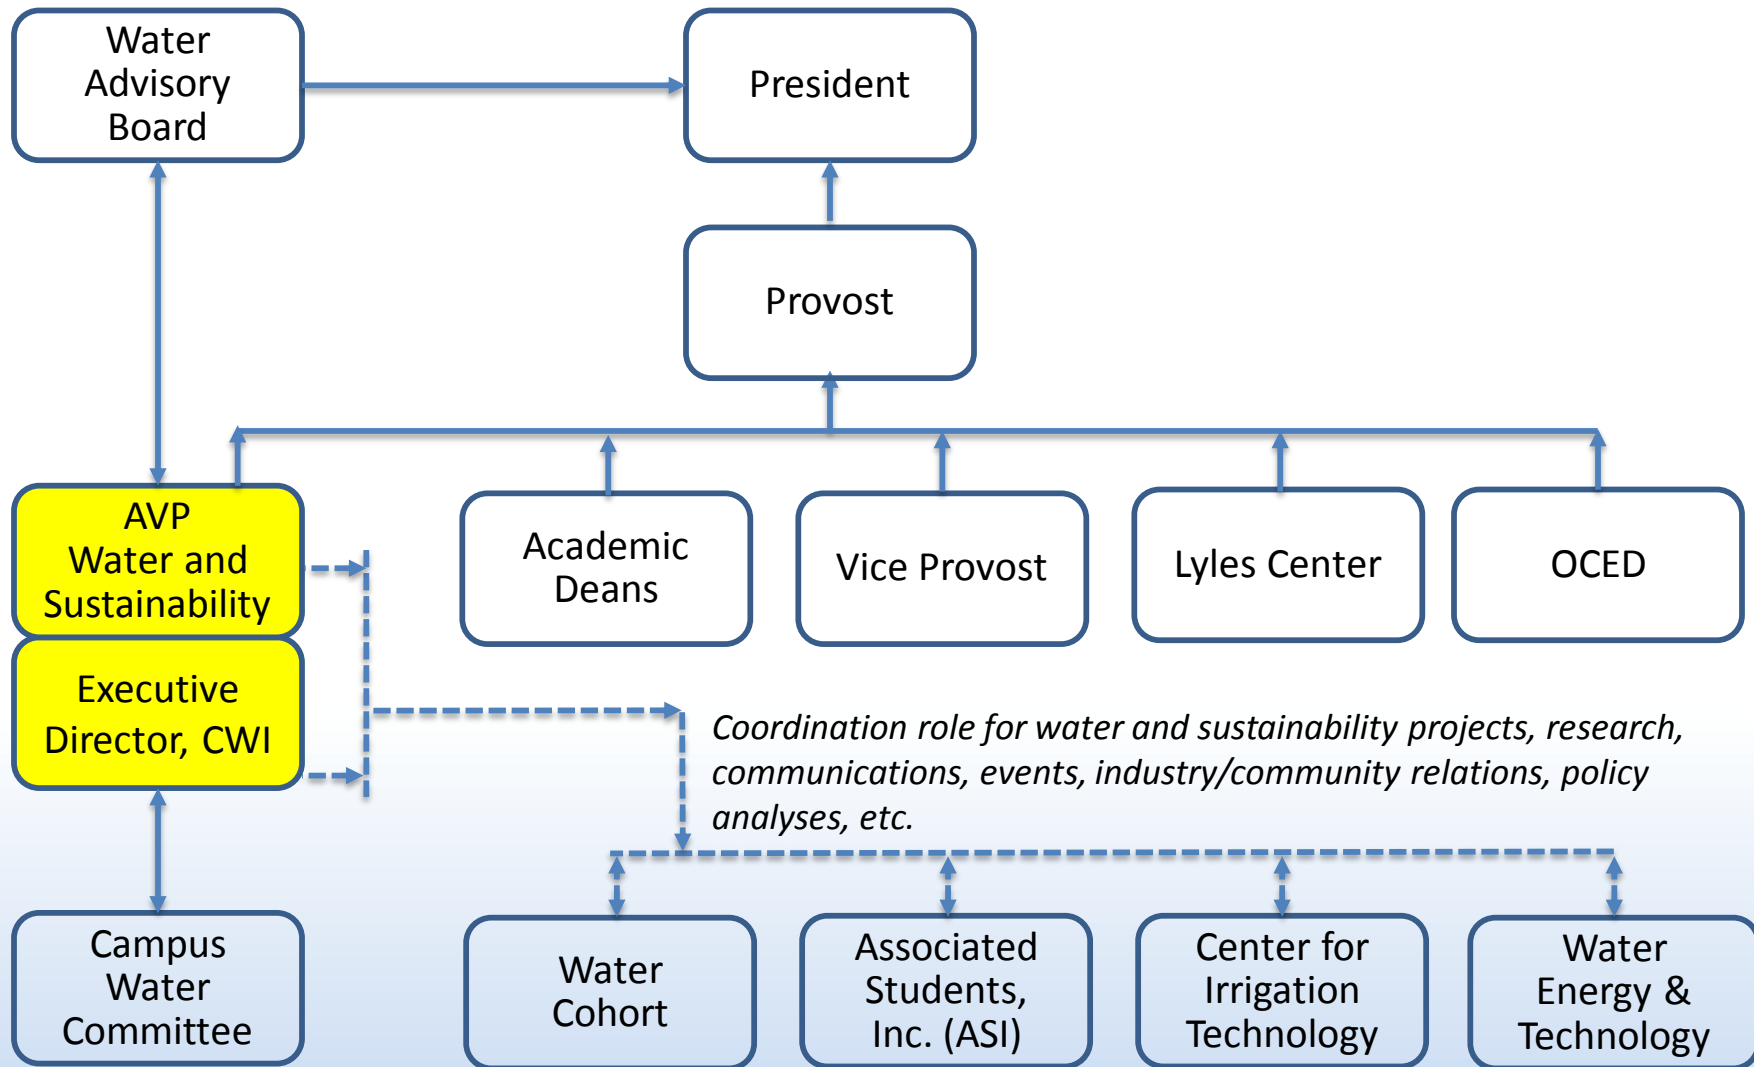 Water
Advisory
Board
President
Provost
AVP
Water and
Sustainability
Executive
Director, CWI
Academic
Deans
Vice Provost
Lyles Center
OCED
Coordination role for water and sustainability projects, research,
communications, events, industry/community relations, policy
analyses, etc.
Campus
Water
Committee
Water
Cohort
Associated
Students,
Inc. (ASI)
Center for
Irrigation
Technology
Water
Energy &
Technology